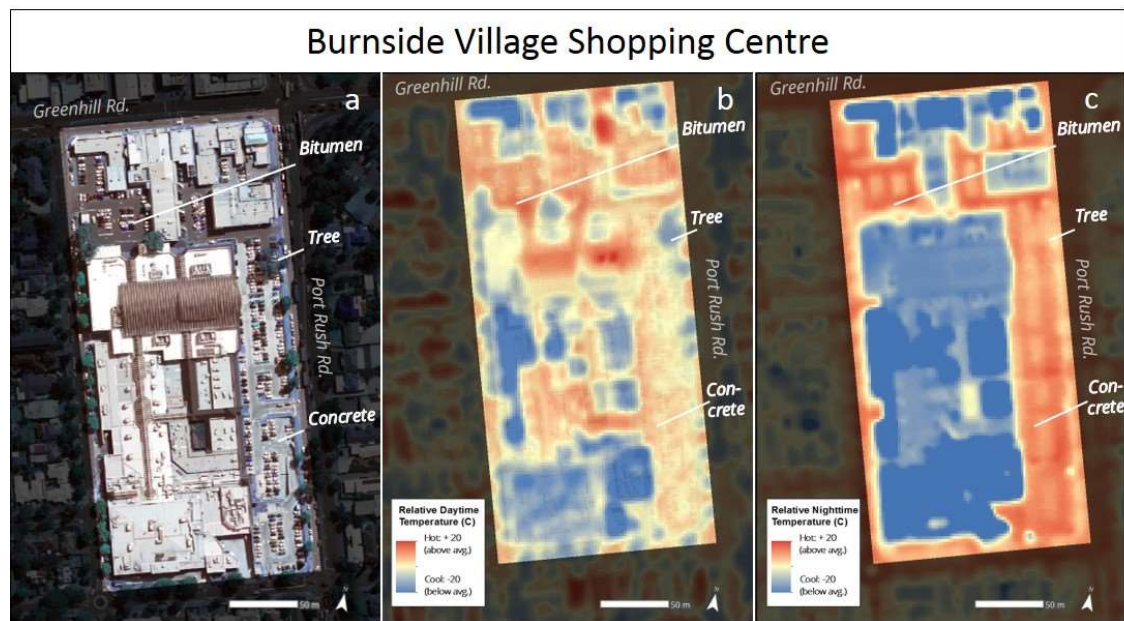 Burnside Village Shopping Centre
Greenhill Rd.
a
Bitumen
Tree
Port Rush Rd.
Concrete
50 m
N
Greenhill Rd.
b
Bitumen
Tree
Port Rush Rd.
Con-
crete
Relative Daytime
Temperature (C)
Hot: + 20
(above avg.)
Cool: -20
(below avg.)
50 m
N
Greenhill Rd.
c
Bitumen
Tree
Port Rush Rd.
Con-
crete
Relative Nighttime
Temperature (C)
Hot: + 20
(above avg.)
Cool: -20
(below avg.)
50 m
N